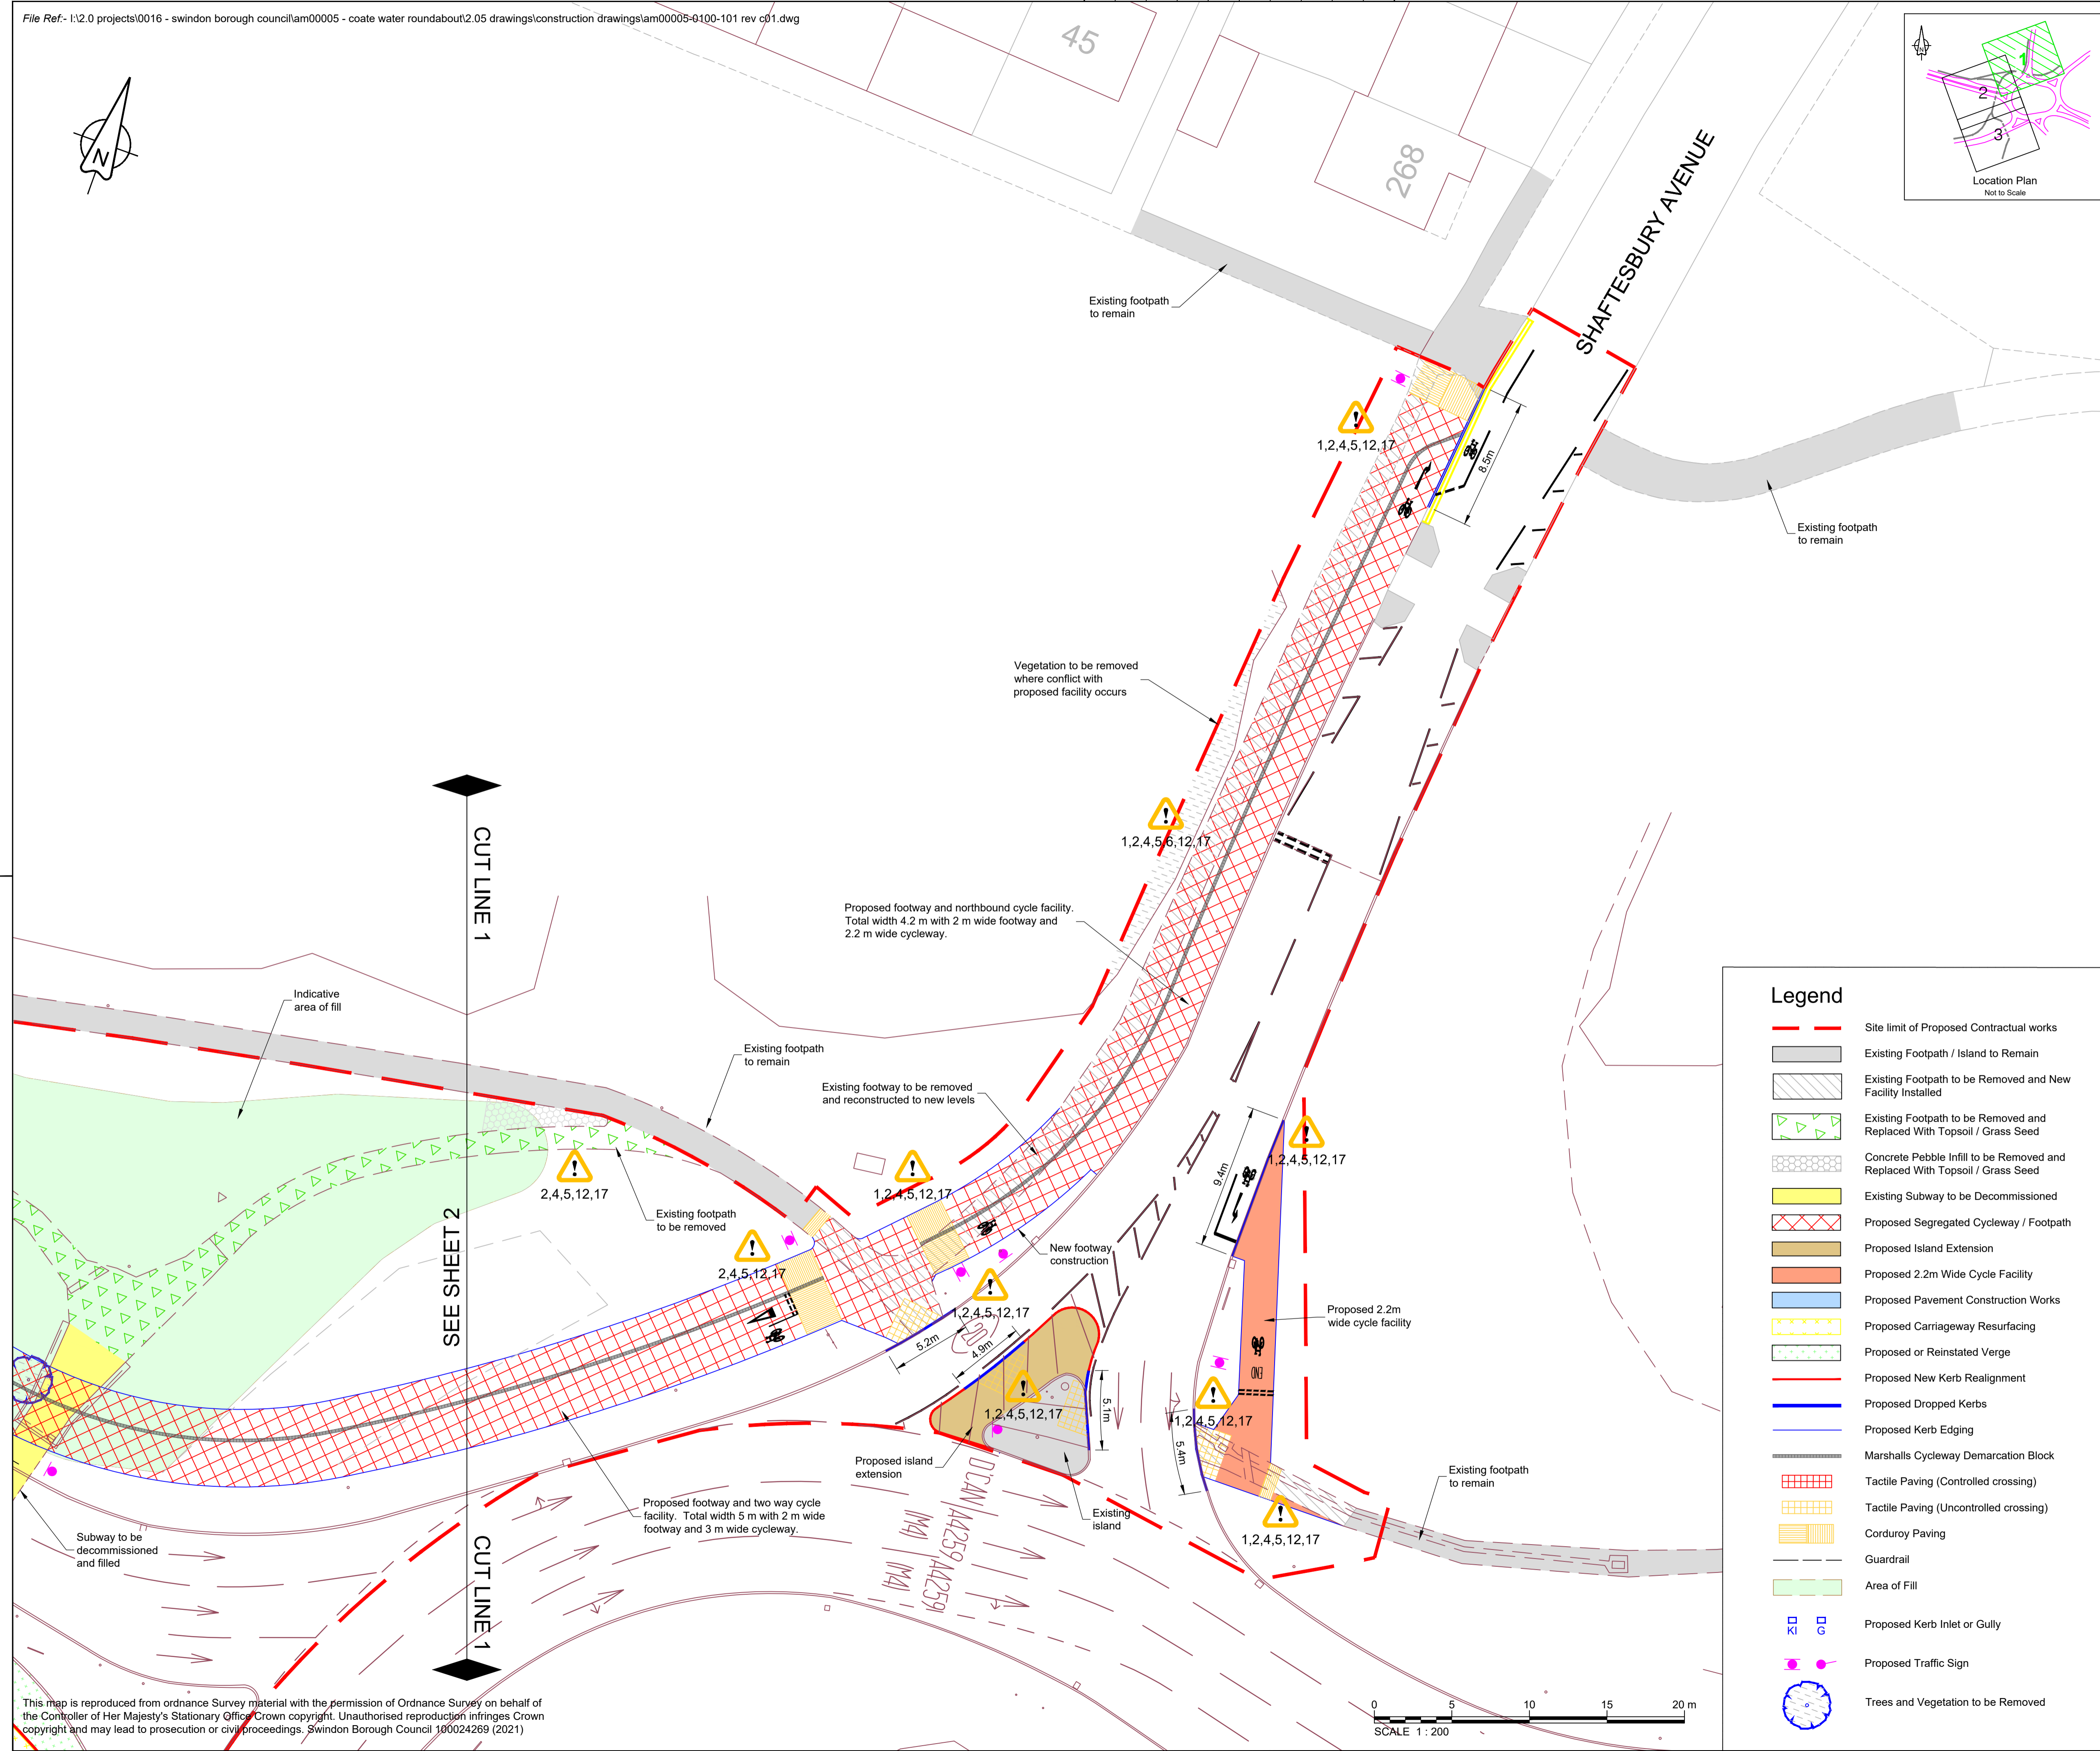 File Ref:- I:\2.0 projects\0016 - swindon borough council\am00005 - coate water roundabout\2.05 drawings\construction drawings\am00005-0100-101 rev c01.dwg
N
45
268
SHAFTESBURY AVENUE
N
1
2
3
Location Plan
Not to Scale
Existing footpath
to remain
1,2,4,5,12,17
8.5m
Existing footpath
to remain
Vegetation to be removed
where conflict with
proposed facility occurs
1,2,4,5,6,12,17
CUT LINE 1
Proposed footway and northbound cycle facility.
Total width 4.2 m with 2 m wide footway and
2.2 m wide cycleway.
Indicative
area of fill
Existing footpath
to remain
Existing footway to be removed
and reconstructed to new levels
1,2,4,5,12,17
2,4,5,12,17
Existing footpath
to be removed
2,4,5,12,17
SEE SHEET 2
New footway
construction
1,2,4,5,12,17
5.2m
4.9m
9.4m
1,2,4,5,12,17
Proposed 2.2m
wide cycle facility
END
1,2,4,5,12,17
5.1m
1,2,4,5,12,17
5.4m
Proposed island
extension
Existing
island
Existing footpath
to remain
1,2,4,5,12,17
Proposed footway and two way cycle
facility. Total width 5 m with 2 m wide
footway and 3 m wide cycleway.
D'CAN A4259 A4259
(M4) (M4)
Subway to be
decommissioned
and filled
CUT LINE 1
Legend
Site limit of Proposed Contractual works
Existing Footpath / Island to Remain
Existing Footpath to be Removed and New
Facility Installed
Existing Footpath to be Removed and
Replaced With Topsoil / Grass Seed
Concrete Pebble Infill to be Removed and
Replaced With Topsoil / Grass Seed
Existing Subway to be Decommissioned
Proposed Segregated Cycleway / Footpath
Proposed Island Extension
Proposed 2.2m Wide Cycle Facility
Proposed Pavement Construction Works
Proposed Carriageway Resurfacing
Proposed or Reinstated Verge
Proposed New Kerb Realignment
Proposed Dropped Kerbs
Proposed Kerb Edging
Marshalls Cycleway Demarcation Block
Tactile Paving (Controlled crossing)
Tactile Paving (Uncontrolled crossing)
Corduroy Paving
Guardrail
Area of Fill
KI G
Proposed Kerb Inlet or Gully
Proposed Traffic Sign
Trees and Vegetation to be Removed
0 5 10 15 20 m
SCALE 1 : 200
This map is reproduced from ordnance Survey material with the permission of Ordnance Survey on behalf of
the Controller of Her Majesty's Stationary Office Crown copyright. Unauthorised reproduction infringes Crown
copyright and may lead to prosecution or civil proceedings. Swindon Borough Council 100024269 (2021)